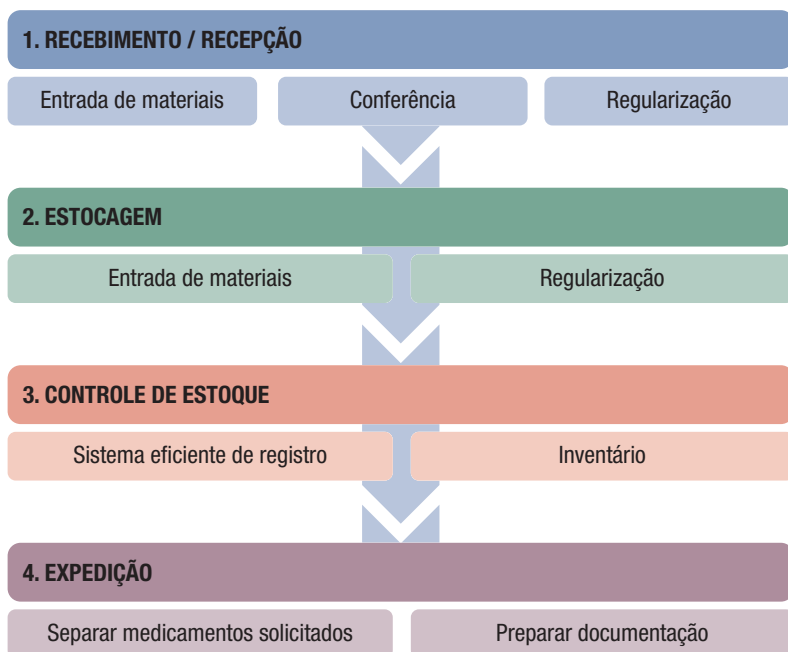 1. RECEBIMENTO / RECEPÇÃO
Entrada de materiais
Conferência
Regularização
2. ESTOCAGEM
Entrada de materiais
Regularização
3. CONTROLE DE ESTOQUE
Sistema eficiente de registro
Inventário
4. EXPEDIÇÃO
Separar medicamentos solicitados
Preparar documentação